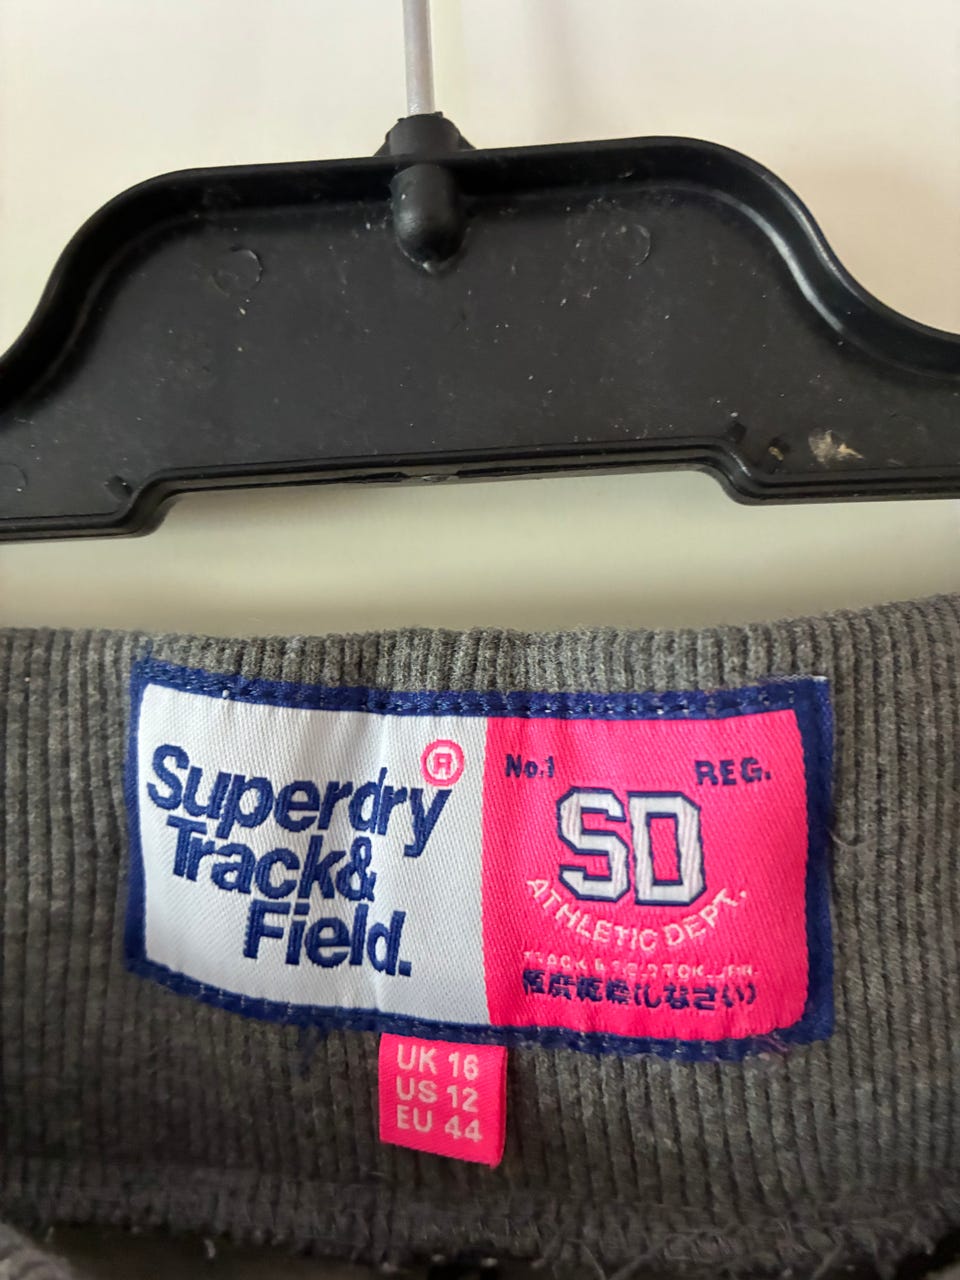 Superdry®
Track&
Field.
No.1 REG.
SD
ATHLETIC DEPT.
TRACK &
極度乾燥(しなさい)
UK 16
US 12
EU 44